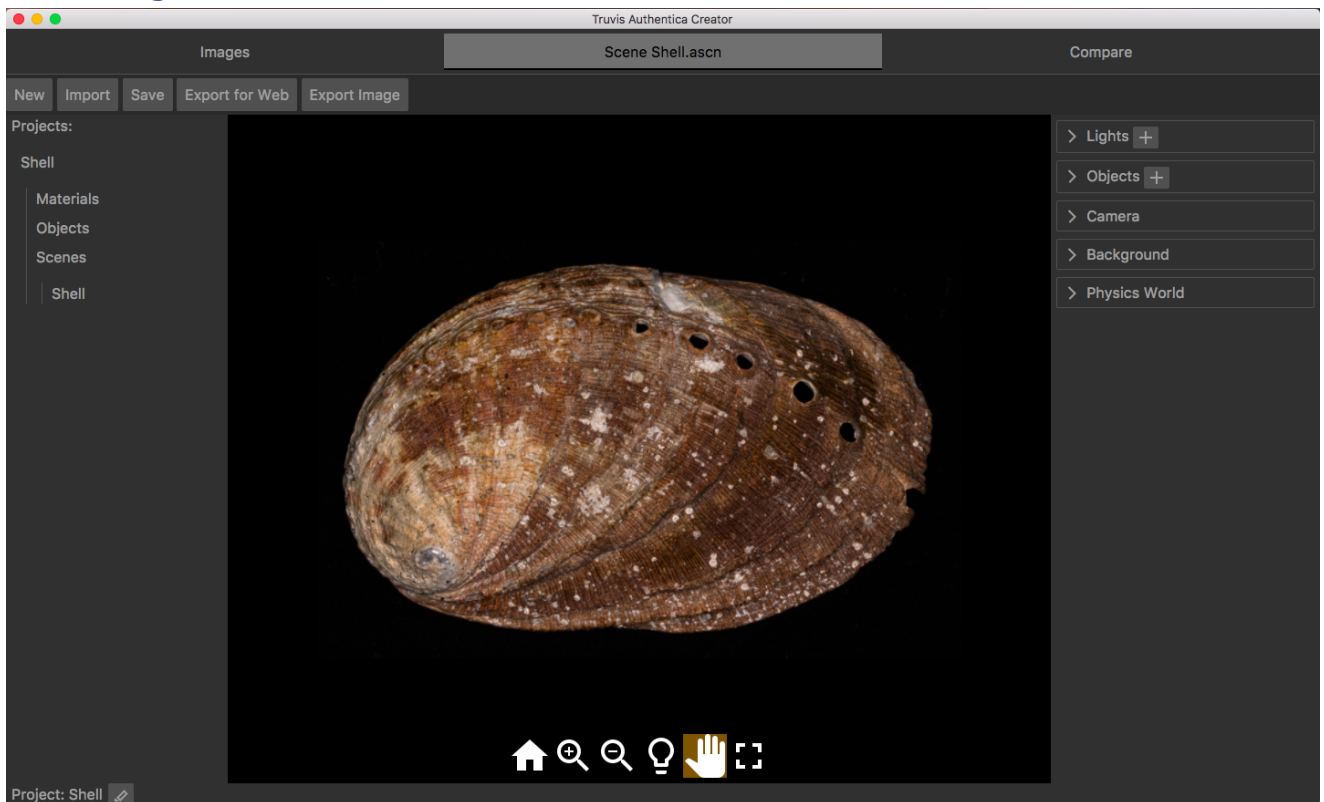 Truvis Authentica Creator
Images
Scene Shell.ascn
Compare
New Import Save Export for Web Export Image
Projects:
Shell
Materials
Objects
Scenes
Shell
Lights
Objects
Camera
Background
Physics World
Project: Shell